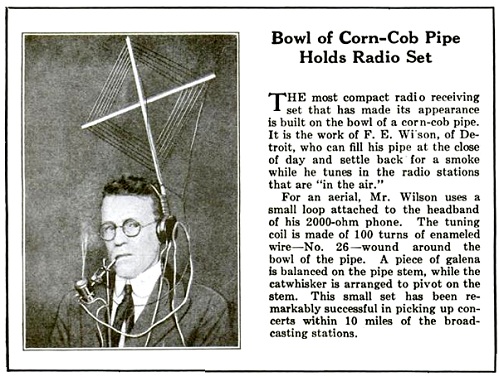 Bowl of Corn-Cob Pipe
Holds Radio Set
THE most compact radio receiving
set that has made its appearance
is built on the bowl of a corn-cob pipe.
It is the work of F. E. Wilson, of De-
troit, who can fill his pipe at the close
of day and settle back for a smoke
while he tunes in the radio stations
that are “in the air.”
For an aerial, Mr. Wilson uses a
small loop attached to the headband
of his 2000-ohm phone. The tuning
coil is made of 100 turns of enameled
wire—No. 26—wound around the
bowl of the pipe. A piece of galena
is balanced on the pipe stem, while the
catwhisker is arranged to pivot on the
stem. This small set has been re-
markably successful in picking up con-
certs within 10 miles of the broad-
casting stations.